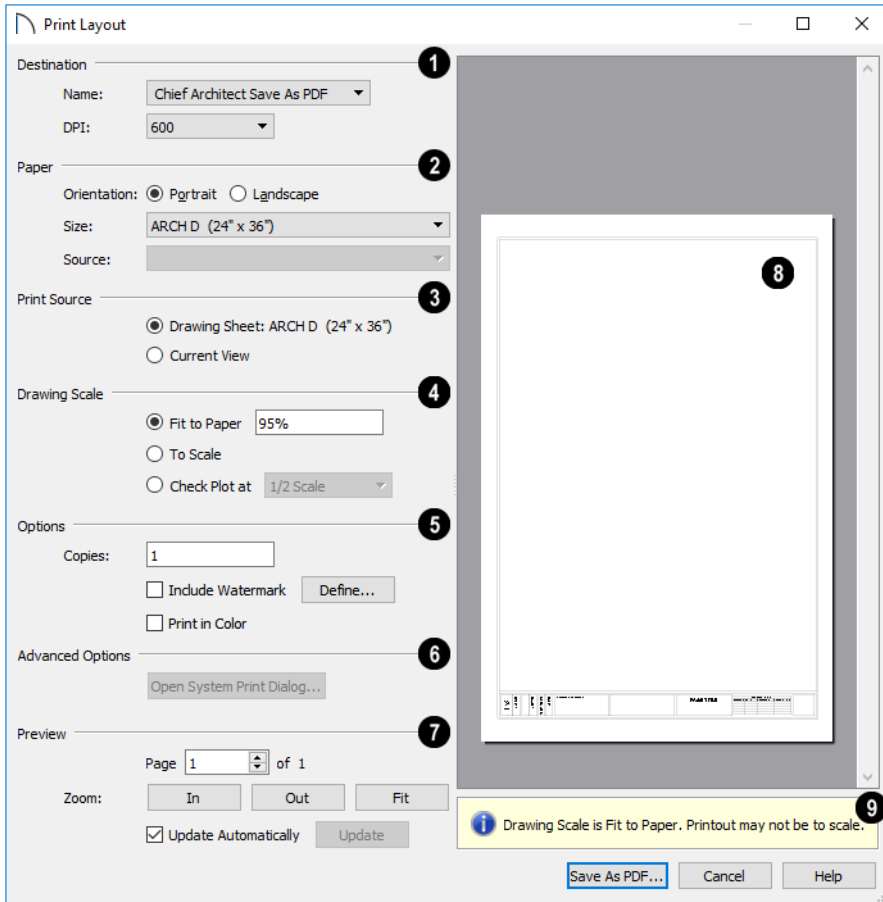 Print Layout
Destination 1
Name: Chief Architect Save As PDF
DPI: 600
Paper 2
Orientation: Portrait Landscape
Size: ARCH D (24" x 36")
Source:
Print Source 3
Drawing Sheet: ARCH D (24" x 36")
Current View
Drawing Scale 4
Fit to Paper 95%
To Scale
Check Plot at 1/2 Scale
Options 5
Copies: 1
Include Watermark Define...
Print in Color
Advanced Options 6
Open System Print Dialog...
Preview 7
Page 1 of 1
Zoom: In Out Fit
Update Automatically Update
8
9
Drawing Scale is Fit to Paper. Printout may not be to scale.
Save As PDF... Cancel Help